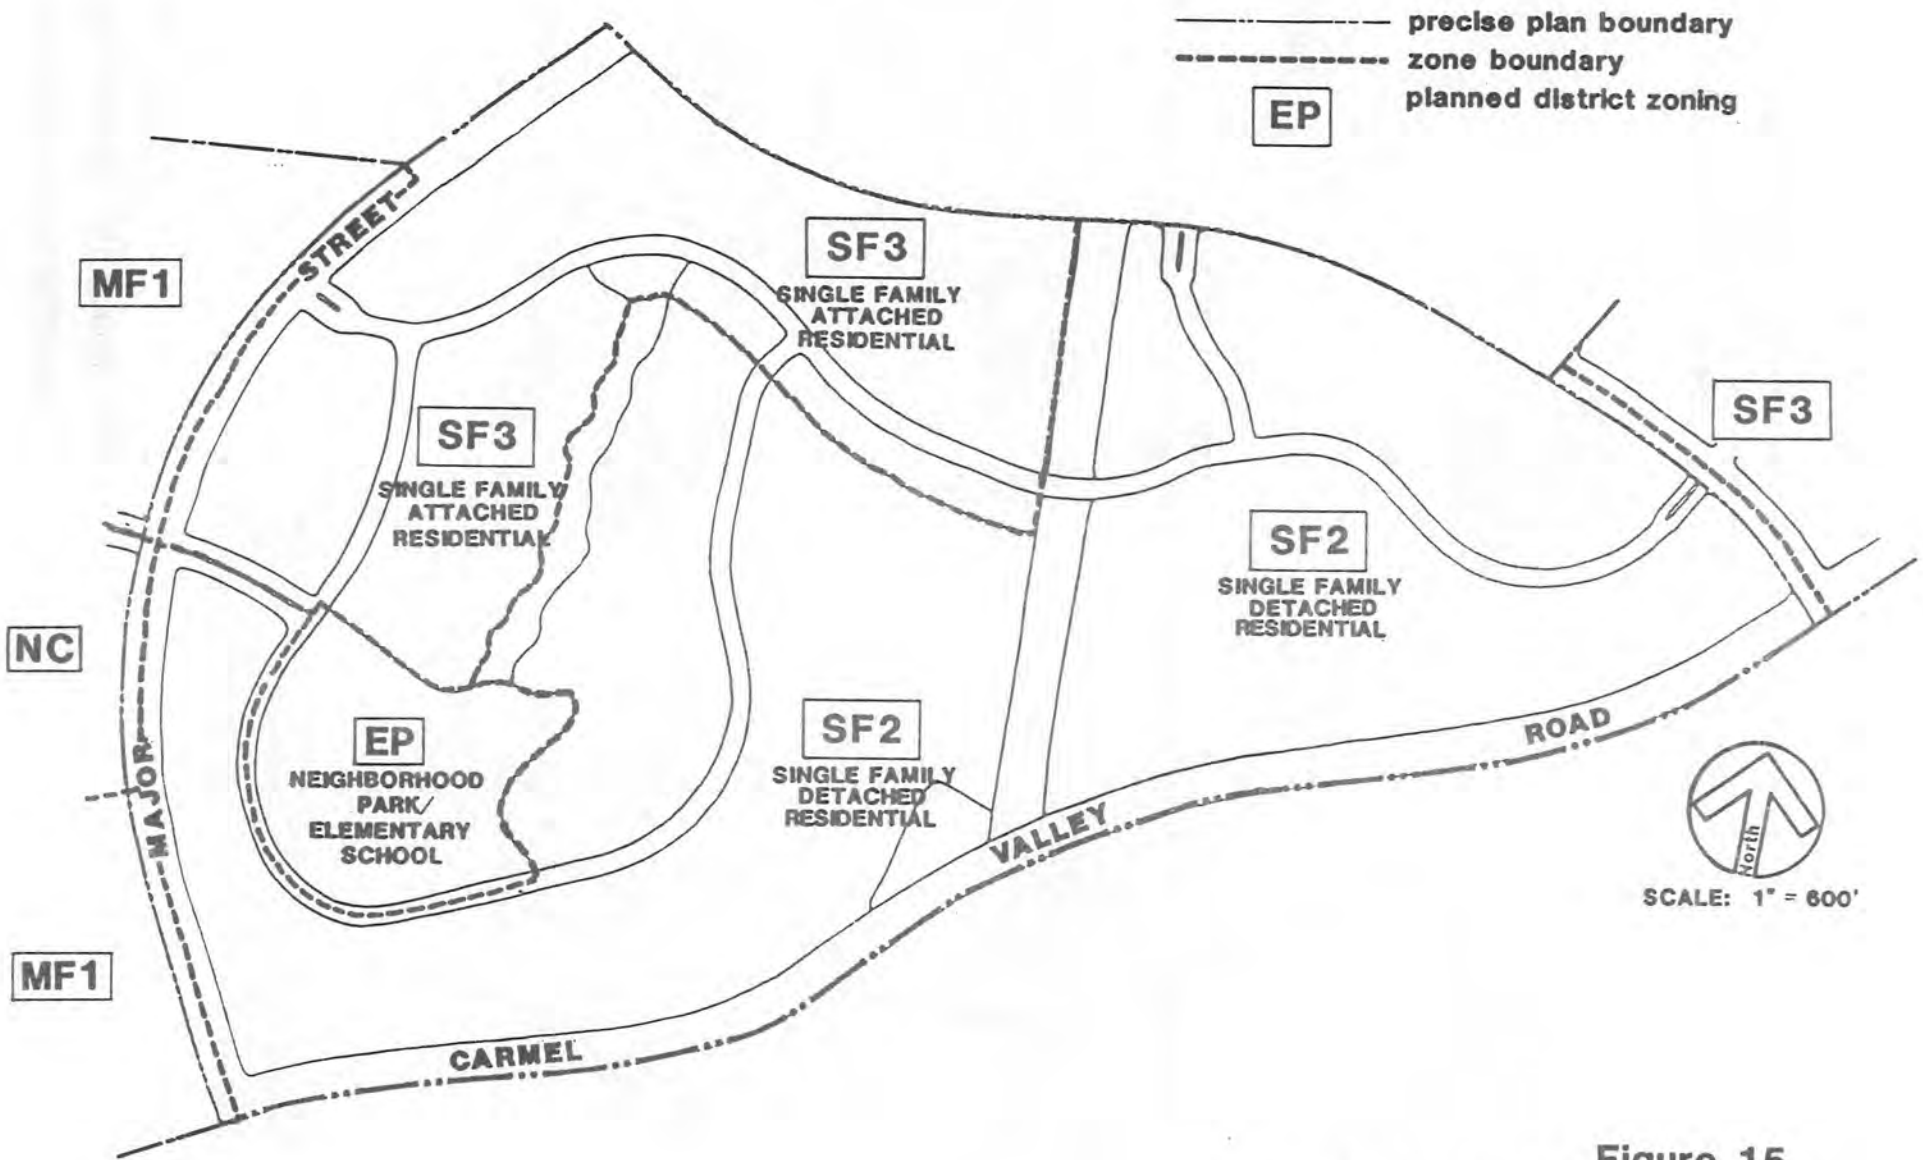 precise plan boundary
zone boundary
EP
planned district zoning
MF1
STREET
SF3
SINGLE FAMILY
ATTACHED
RESIDENTIAL
SF3
SF3
SINGLE FAMILY
ATTACHED
RESIDENTIAL
SF2
SINGLE FAMILY
DETACHED
RESIDENTIAL
NC
EP
NEIGHBORHOOD
PARK/
ELEMENTARY
SCHOOL
SF2
SINGLE FAMILY
DETACHED
RESIDENTIAL
MAJOR
MF1
CARMEL
VALLEY
ROAD
North
SCALE: 1" = 600'
Figure 15